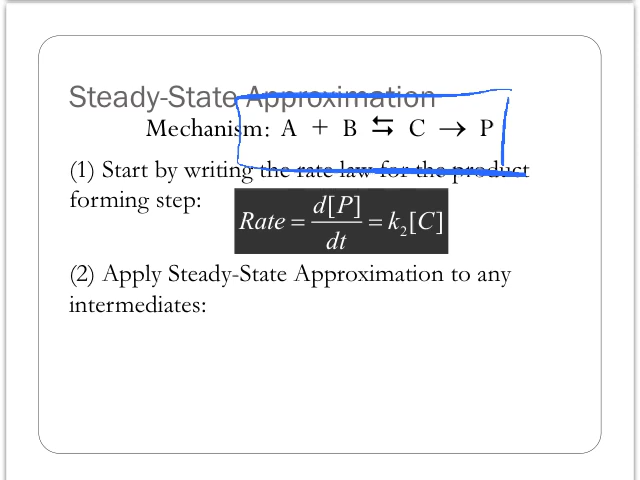 Steady-State Approximation
Mechanism: A + B ⇆ C → P
(1) Start by writing the rate law for the product
forming step:
Rate = d[P]/dt = k₂[C]
(2) Apply Steady-State Approximation to any
intermediates: